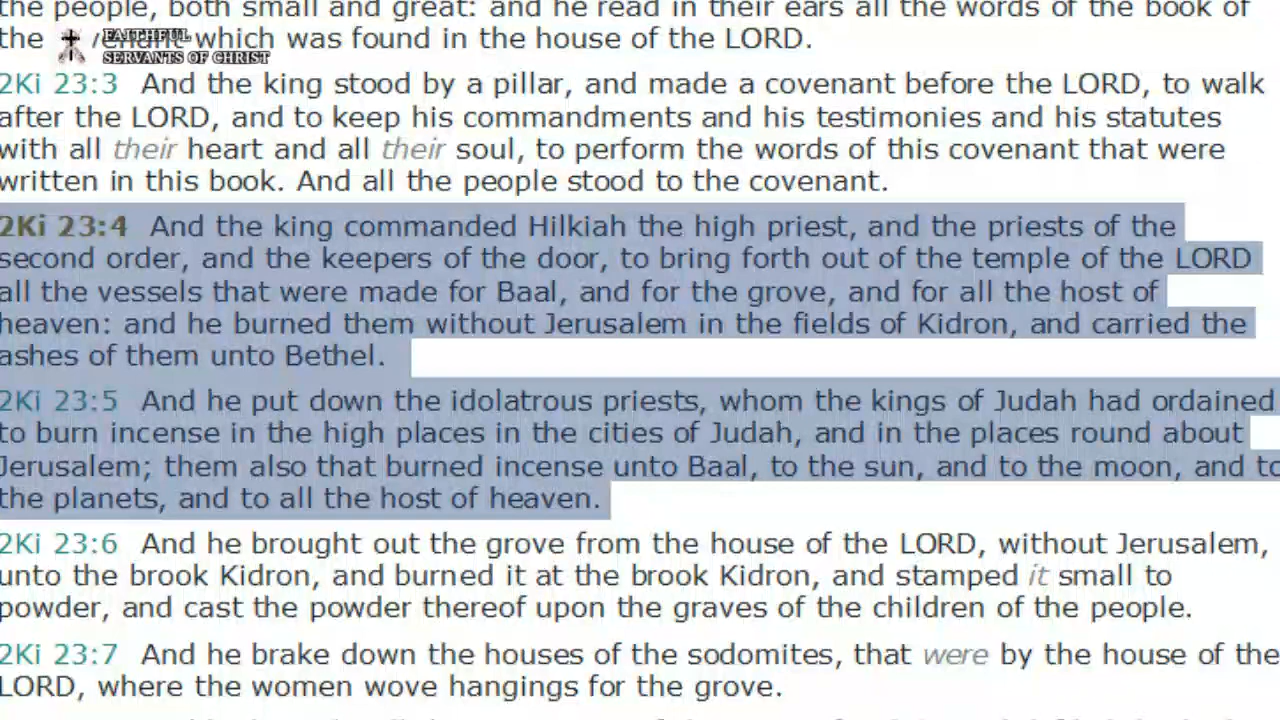 the people, both small and great: and he read in their ears all the words of the book of
the which was found in the house of the LORD.
FAITHFUL
SERVANTS OF CHRIST
2Ki 23:3 And the king stood by a pillar, and made a covenant before the LORD, to walk
after the LORD, and to keep his commandments and his testimonies and his statutes
with all their heart and all their soul, to perform the words of this covenant that were
written in this book. And all the people stood to the covenant.
2Ki 23:4 And the king commanded Hilkiah the high priest, and the priests of the
second order, and the keepers of the door, to bring forth out of the temple of the LORD
all the vessels that were made for Baal, and for the grove, and for all the host of
heaven: and he burned them without Jerusalem in the fields of Kidron, and carried the
ashes of them unto Bethel.
2Ki 23:5 And he put down the idolatrous priests, whom the kings of Judah had ordained
to burn incense in the high places in the cities of Judah, and in the places round about
Jerusalem; them also that burned incense unto Baal, to the sun, and to the moon, and to
the planets, and to all the host of heaven.
2Ki 23:6 And he brought out the grove from the house of the LORD, without Jerusalem,
unto the brook Kidron, and burned it at the brook Kidron, and stamped it small to
powder, and cast the powder thereof upon the graves of the children of the people.
2Ki 23:7 And he brake down the houses of the sodomites, that were by the house of the
LORD, where the women wove hangings for the grove.